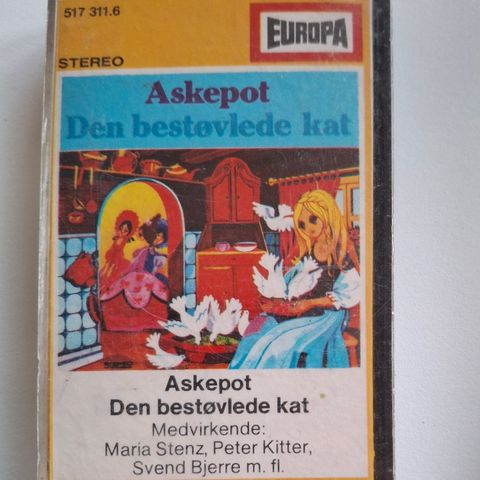 517 311.6
EUROPA
STEREO
Askepot
Den bestøvlede kat
Askepot
Den bestøvlede kat
Medvirkende:
Maria Stenz, Peter Kitter,
Svend Bjerre m. fl.